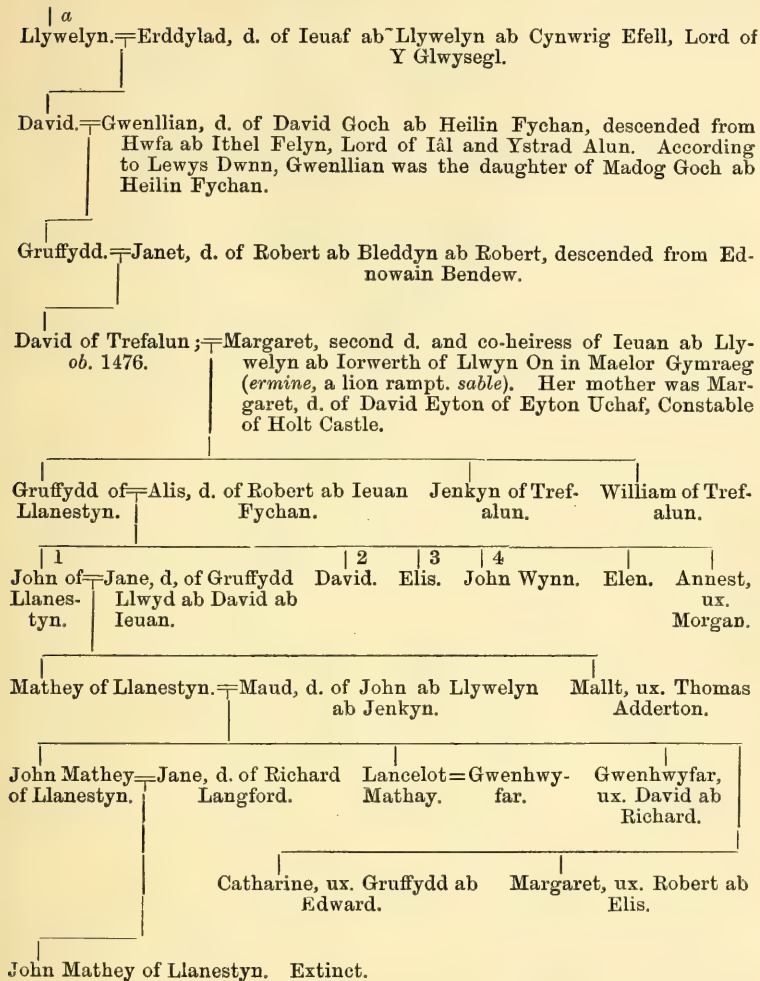 a
Llywelyn.=Erddylad, d. of Ieuaf ab Llywelyn ab Cynwrig Efell, Lord of
Y Glwysegl.
David.=Gwenllian, d. of David Goch ab Heilin Fychan, descended from
Hwfa ab Ithel Felyn, Lord of Iâl and Ystrad Alun. According
to Lewys Dwnn, Gwenllian was the daughter of Madog Goch ab
Heilin Fychan.
Gruffydd.=Janet, d. of Robert ab Bleddyn ab Robert, descended from Ed-
nowain Bendew.
David of Trefalun;=Margaret, second d. and co-heiress of Ieuan ab Lly-
ob. 1476. welyn ab Iorwerth of Llwyn On in Maelor Gymraeg
(ermine, a lion rampt. sable). Her mother was Mar-
garet, d. of David Eyton of Eyton Uchaf, Constable
of Holt Castle.
Gruffydd of=Alis, d. of Robert ab Ieuan Jenkyn of Tref- William of Tref-
Llanestyn. Fychan. alun. alun.
1 2 3 4
John of=Jane, d, of Gruffydd David. Elis. John Wynn. Elen. Annest,
Llanes- Llwyd ab David ab ux.
tyn. Ieuan. Morgan.
Mathey of Llanestyn.=Maud, d. of John ab Llywelyn Mallt, ux. Thomas
ab Jenkyn. Adderton.
John Mathey=Jane, d. of Richard Lancelot=Gwenhwy- Gwenhwyfar,
of Llanestyn. Langford. Mathay. far. ux. David ab
Richard.
Catharine, ux. Gruffydd ab Margaret, ux. Robert ab
Edward. Elis.
John Mathey of Llanestyn. Extinct.